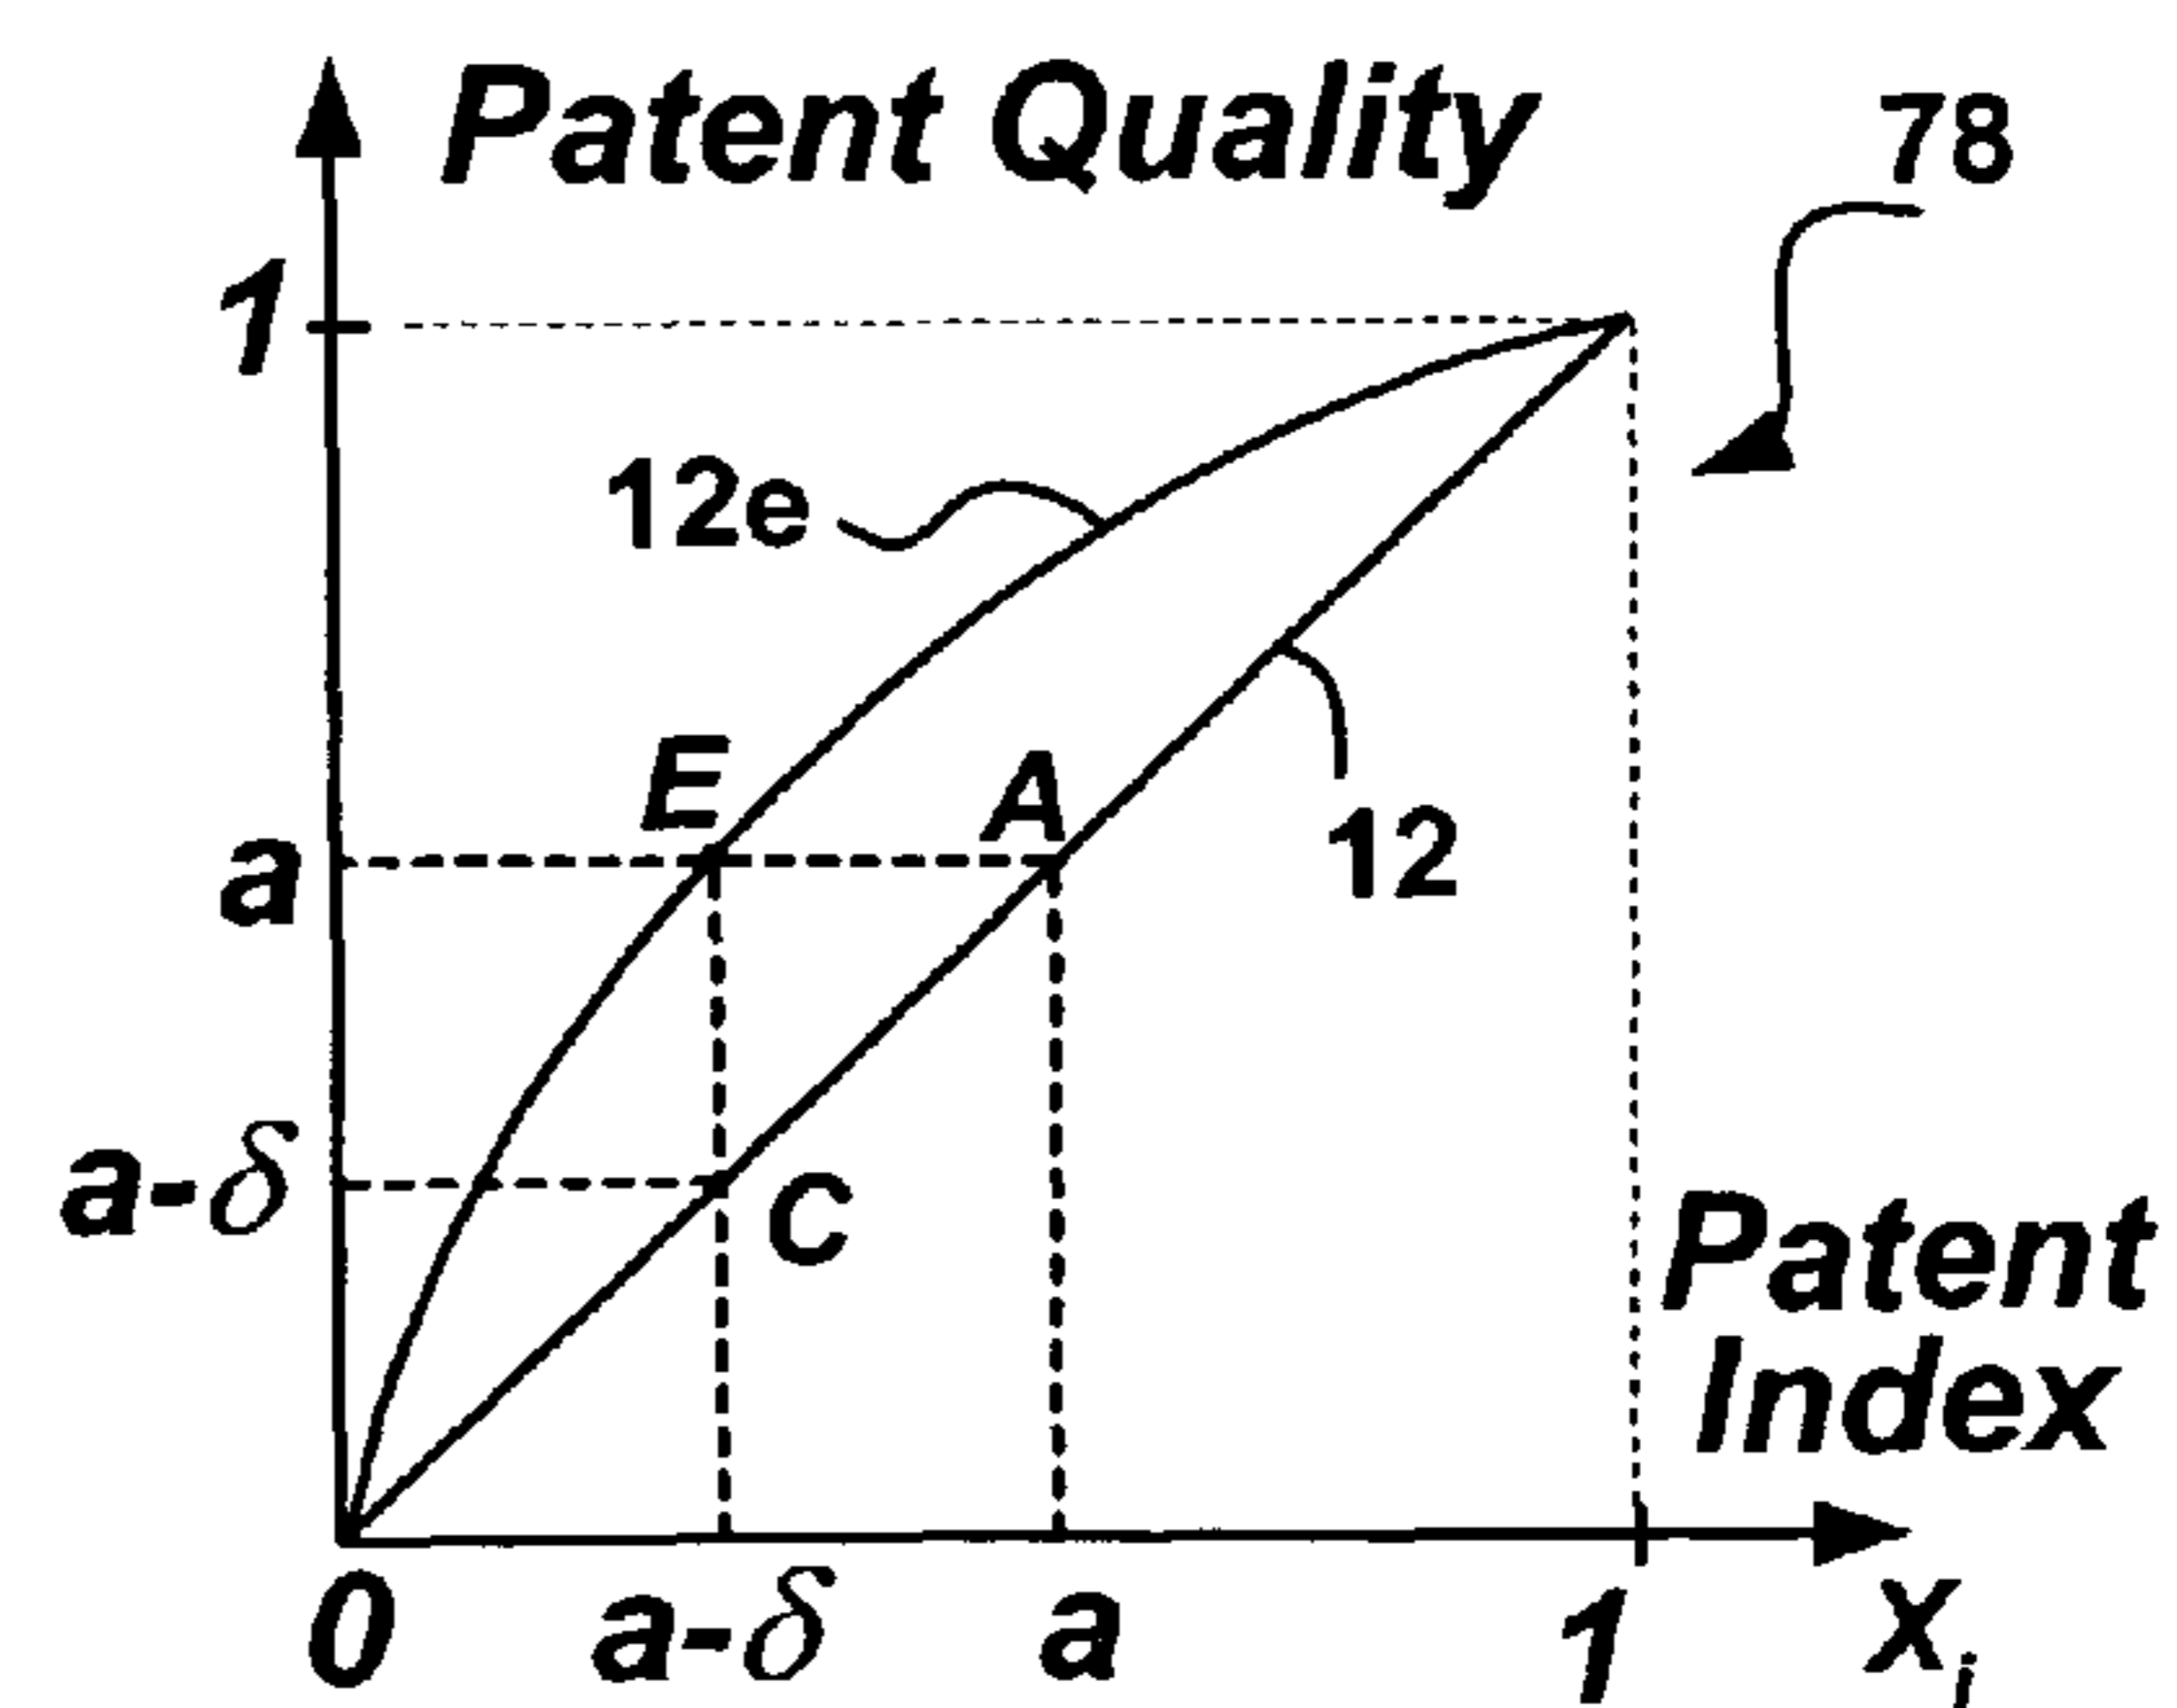 Patent Quality
78
1
12e
E
A
12
a
a-δ
C
Patent
Index
0
a-δ
a
1
x_i